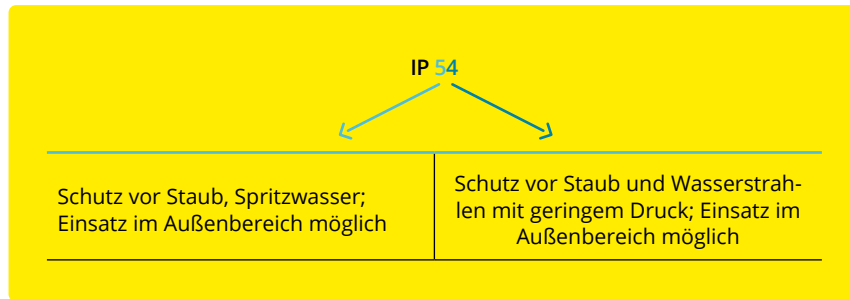 IP 54
Schutz vor Staub, Spritzwasser;
Einsatz im Außenbereich möglich
Schutz vor Staub und Wasserstrah-
len mit geringem Druck; Einsatz im
Außenbereich möglich